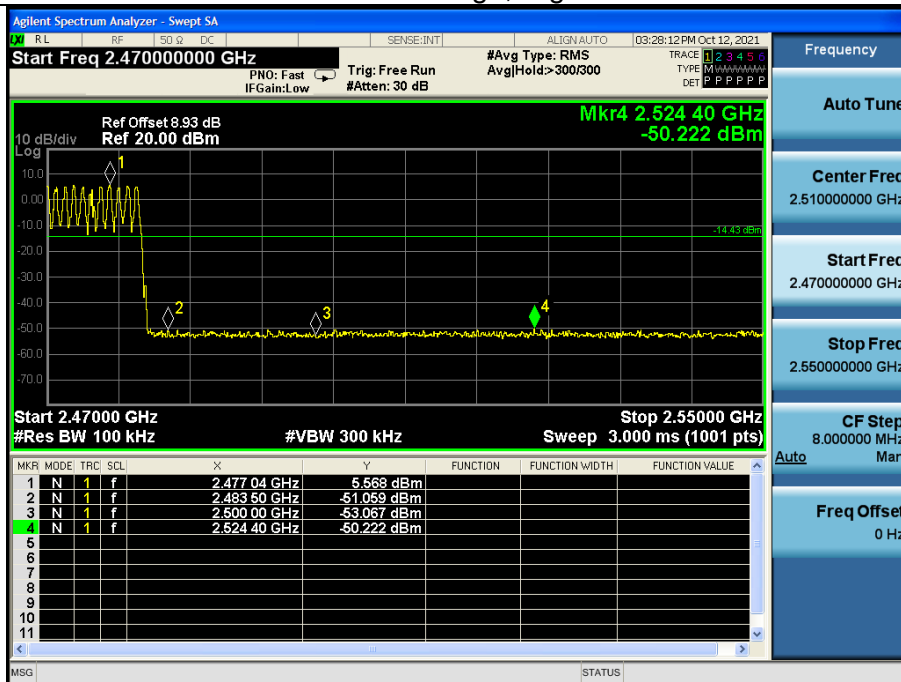 Agilent Spectrum Analyzer - Swept SA
LXI RL RF 50 Ω DC SENSE:INT ALIGN AUTO 03:28:12 PM Oct 12, 2021
Start Freq 2.470000000 GHz #Avg Type: RMS TRACE 1 2 3 4 5 6
PNO: Fast Trig: Free Run Avg|Hold:>300/300 TYPE M WWWWW
IFGain:Low #Atten: 30 dB DET P P P P P P
Frequency
Auto Tune
Center Freq
2.510000000 GHz
Start Freq
2.470000000 GHz
Stop Freq
2.550000000 GHz
CF Step
8.000000 MHz
Auto Man
Freq Offset
0 Hz
Mkr4 2.524 40 GHz
Ref Offset 8.93 dB
10 dB/div Ref 20.00 dBm -50.222 dBm
Log
10.0
0.00
-10.0
-20.0
-30.0
-40.0
-50.0
-60.0
-70.0
1
-14.43 dBm
2
3
4
Start 2.47000 GHz Stop 2.55000 GHz
#Res BW 100 kHz #VBW 300 kHz Sweep 3.000 ms (1001 pts)
MKR MODE TRC SCL X Y FUNCTION FUNCTION WIDTH FUNCTION VALUE
1 N 1 f 2.477 04 GHz 5.568 dBm
2 N 1 f 2.483 50 GHz -51.059 dBm
3 N 1 f 2.500 00 GHz -53.067 dBm
4 N 1 f 2.524 40 GHz -50.222 dBm
5
6
7
8
9
10
11
MSG STATUS